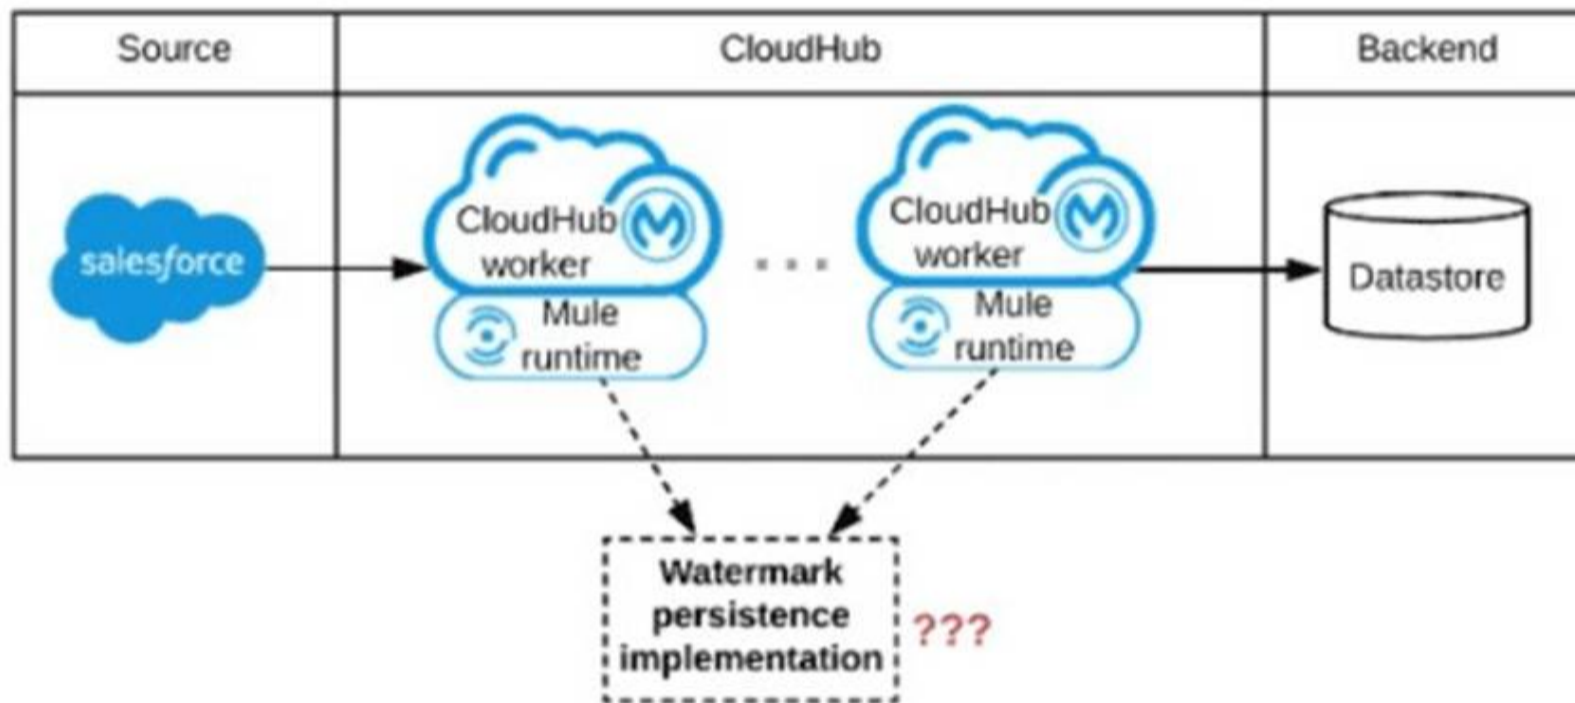 Source
CloudHub
Backend
salesforce
CloudHub
worker
Mule
runtime
CloudHub
worker
Mule
runtime
Datastore
Watermark
persistence
implementation
???